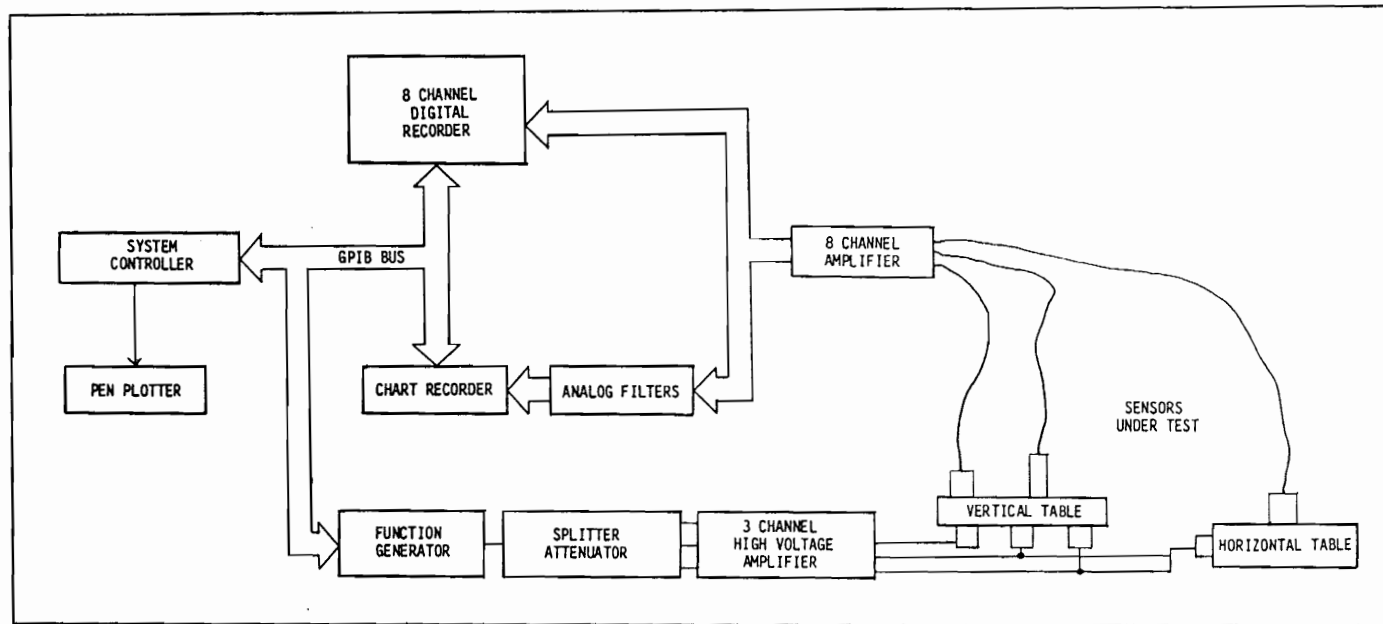 8 CHANNEL
DIGITAL
RECORDER
SYSTEM
CONTROLLER
GPIB BUS
8 CHANNEL
AMPLIFIER
PEN PLOTTER
CHART RECORDER
ANALOG FILTERS
SENSORS
UNDER TEST
VERTICAL TABLE
FUNCTION
GENERATOR
SPLITTER
ATTENUATOR
3 CHANNEL
HIGH VOLTAGE
AMPLIFIER
HORIZONTAL TABLE